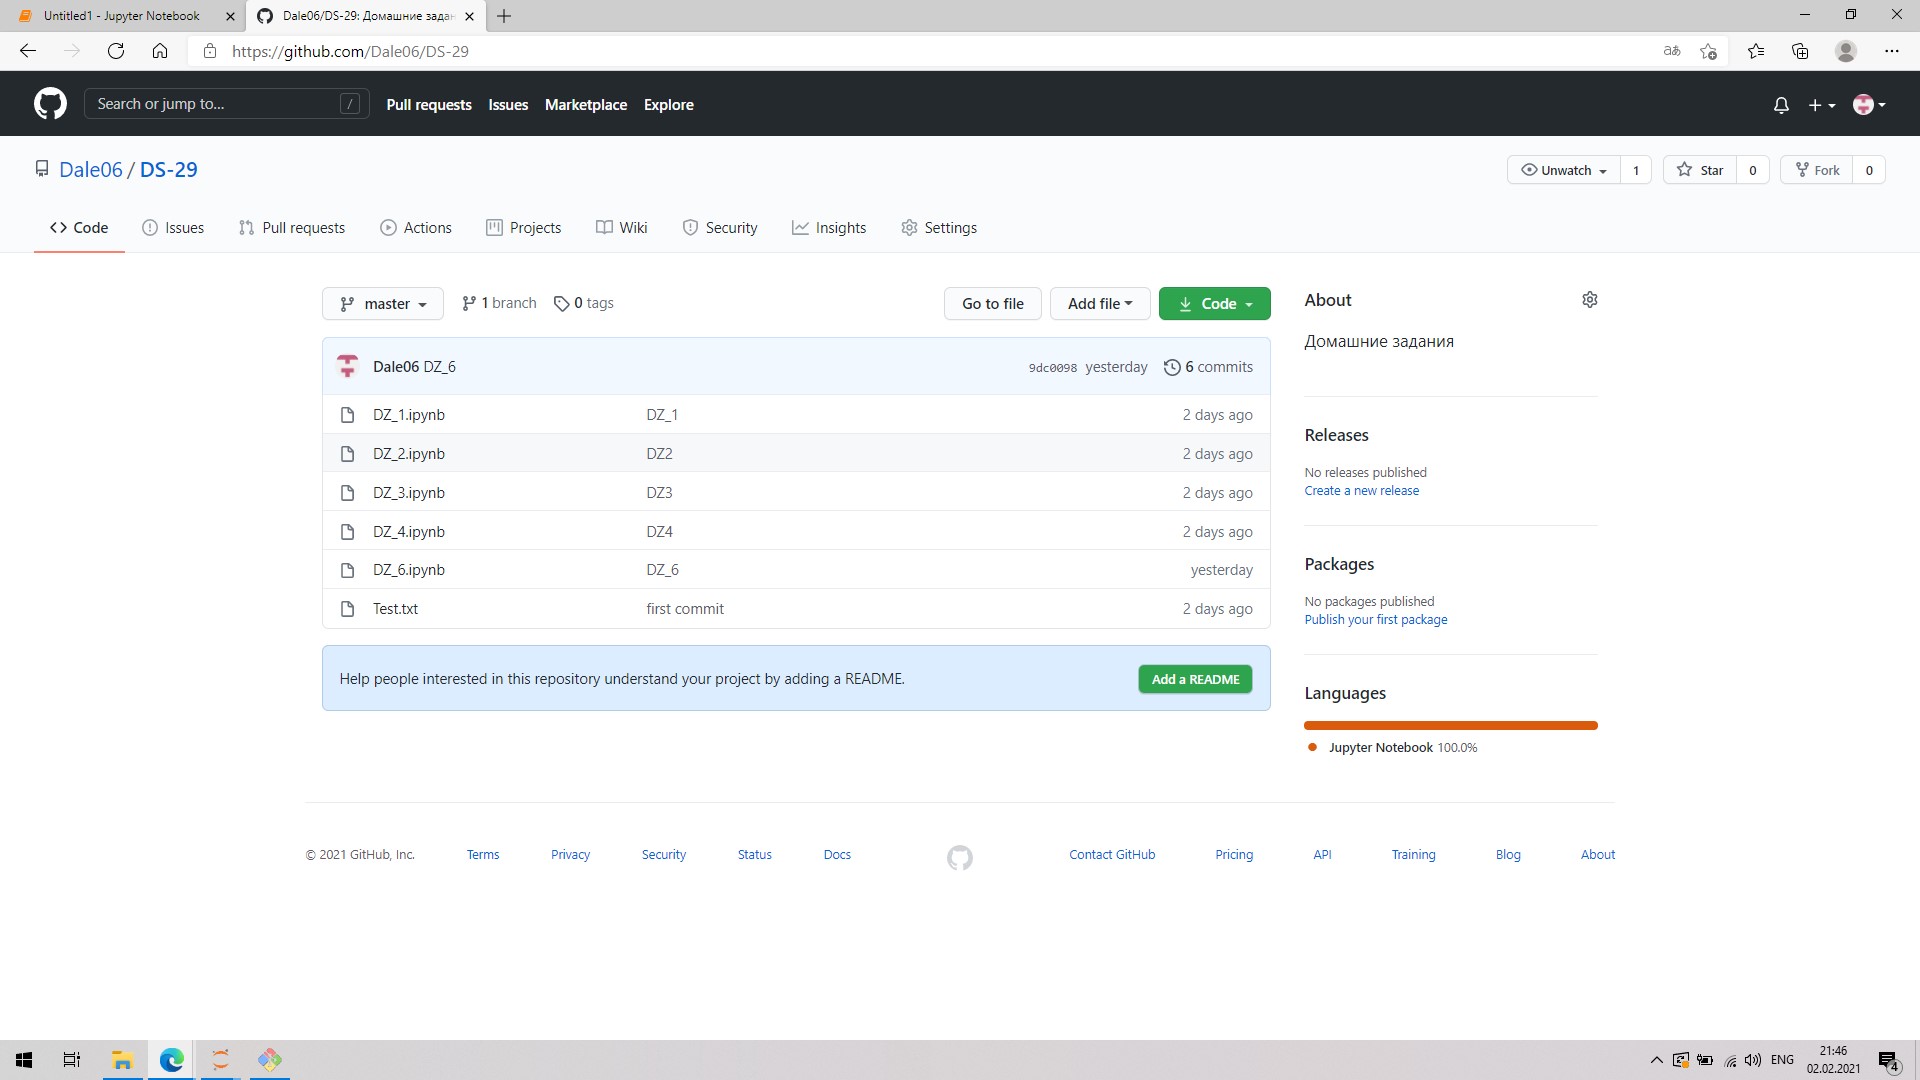 Untitled1 - Jupyter Notebook
Dale06/DS-29: Домашние задан
https://github.com/Dale06/DS-29
Search or jump to... /
Pull requests Issues Marketplace Explore
Dale06 / DS-29
Unwatch 1 Star 0 Fork 0
Code Issues Pull requests Actions Projects Wiki Security Insights Settings
master 1 branch 0 tags Go to file Add file Code
About
Домашние задания
Dale06 DZ_6 9dc0098 yesterday 6 commits
DZ_1.ipynb DZ_1 2 days ago
DZ_2.ipynb DZ2 2 days ago
DZ_3.ipynb DZ3 2 days ago
DZ_4.ipynb DZ4 2 days ago
DZ_6.ipynb DZ_6 yesterday
Test.txt first commit 2 days ago
Help people interested in this repository understand your project by adding a README. Add a README
Releases
No releases published
Create a new release
Packages
No packages published
Publish your first package
Languages
Jupyter Notebook 100.0%
© 2021 GitHub, Inc. Terms Privacy Security Status Docs Contact GitHub Pricing API Training Blog About
ENG
21:46
02.02.2021
4